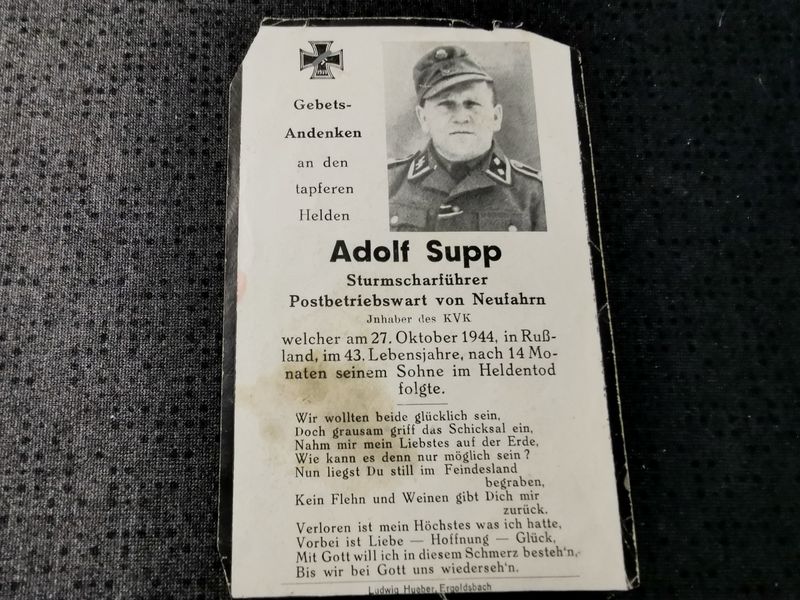 Gebets-
Andenken
an den
tapferen
Helden
Adolf Supp
Sturmscharführer
Postbetriebswart von Neufahrn
Jnhaber des KVK
welcher am 27. Oktober 1944, in Ruß-
land, im 43. Lebensjahre, nach 14 Mo-
naten seinem Sohne im Heldentod
folgte.
Wir wollten beide glücklich sein,
Doch grausam griff das Schicksal ein,
Nahm mir mein Liebstes auf der Erde,
Wie kann es denn nur möglich sein?
Nun liegst Du still im Feindesland
begraben,
Kein Flehn und Weinen gibt Dich mir
zurück.
Verloren ist mein Höchstes was ich hatte,
Vorbei ist Liebe — Hoffnung — Glück,
Mit Gott will ich in diesem Schmerz besteh'n,
Bis wir bei Gott uns wiederseh'n.
Ludwig Hueber, Ergoldsbach